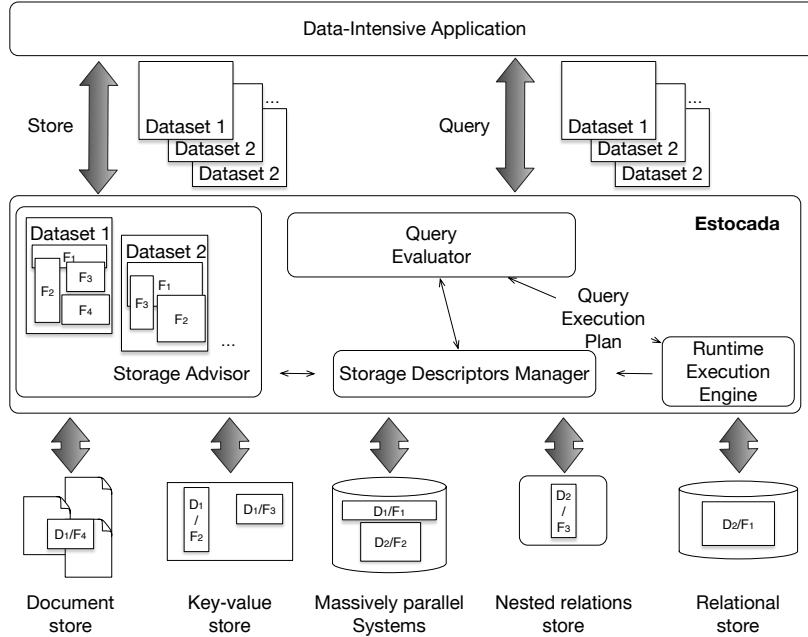 Data-Intensive Application
Store
Dataset 1
...
Dataset 2
Dataset 2
Query
Dataset 1
...
Dataset 2
Dataset 2
Estocada
Dataset 1
F1
F2
F3
F4
Dataset 2
F1
F3
F2
...
Storage Advisor
Query
Evaluator
Query
Execution
Plan
Storage Descriptors Manager
Runtime
Execution
Engine
D1/F4
D1
/
F2
D1/F3
D1/F1
D2/F2
D2
/
F3
D2/F1
Document
store
Key-value
store
Massively parallel
Systems
Nested relations
store
Relational
store